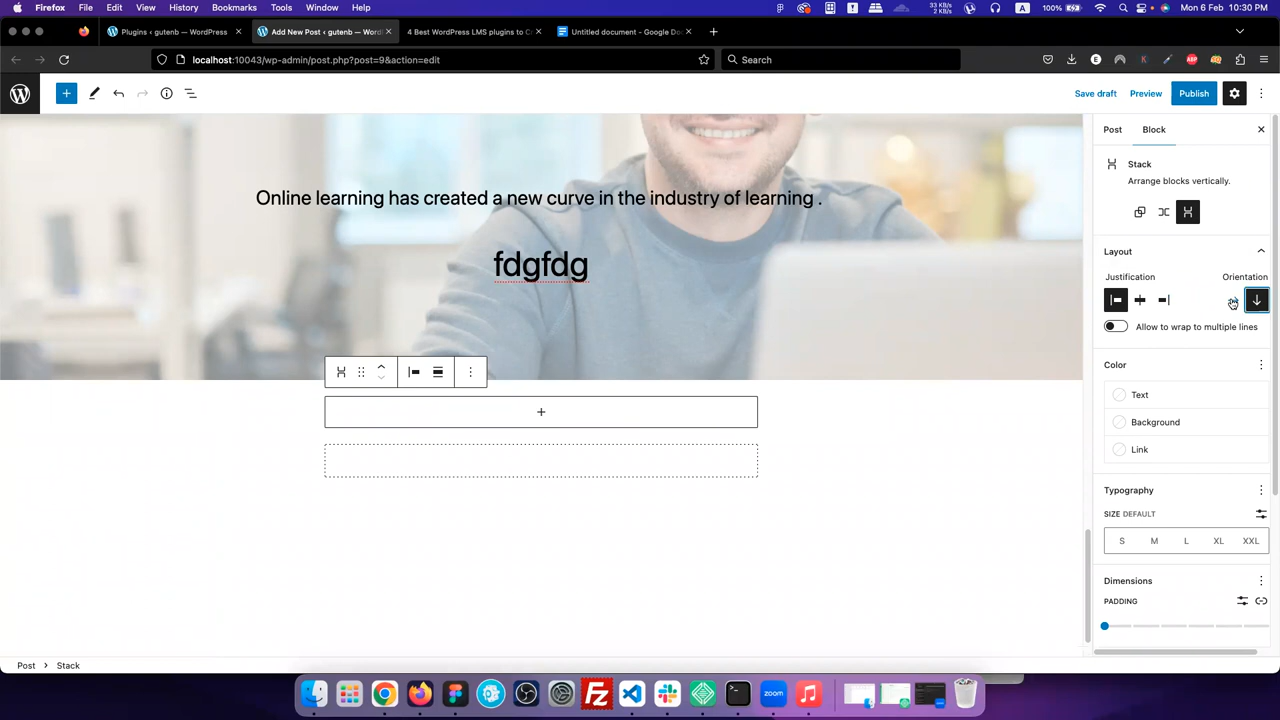 Firefox File Edit View History Bookmarks Tools Window Help
33 KB/s
A 100% Mon 6 Feb 10:30 PM
Plugins ‹ gutenb — WordPress
Add New Post ‹ gutenb — Word
4 Best WordPress LMS plugins to C
Untitled document - Google Do
localhost:10043/wp-admin/post.php?post=9&action=edit
Search
Save draft Preview Publish
Online learning has created a new curve in the industry of learning .
fdgfdg
Post Block
Stack
Arrange blocks vertically.
Layout
Justification Orientation
Allow to wrap to multiple lines
Color
Text
Background
Link
Typography
SIZE DEFAULT
S M L XL XXL
Dimensions
PADDING
Post Stack
zoom